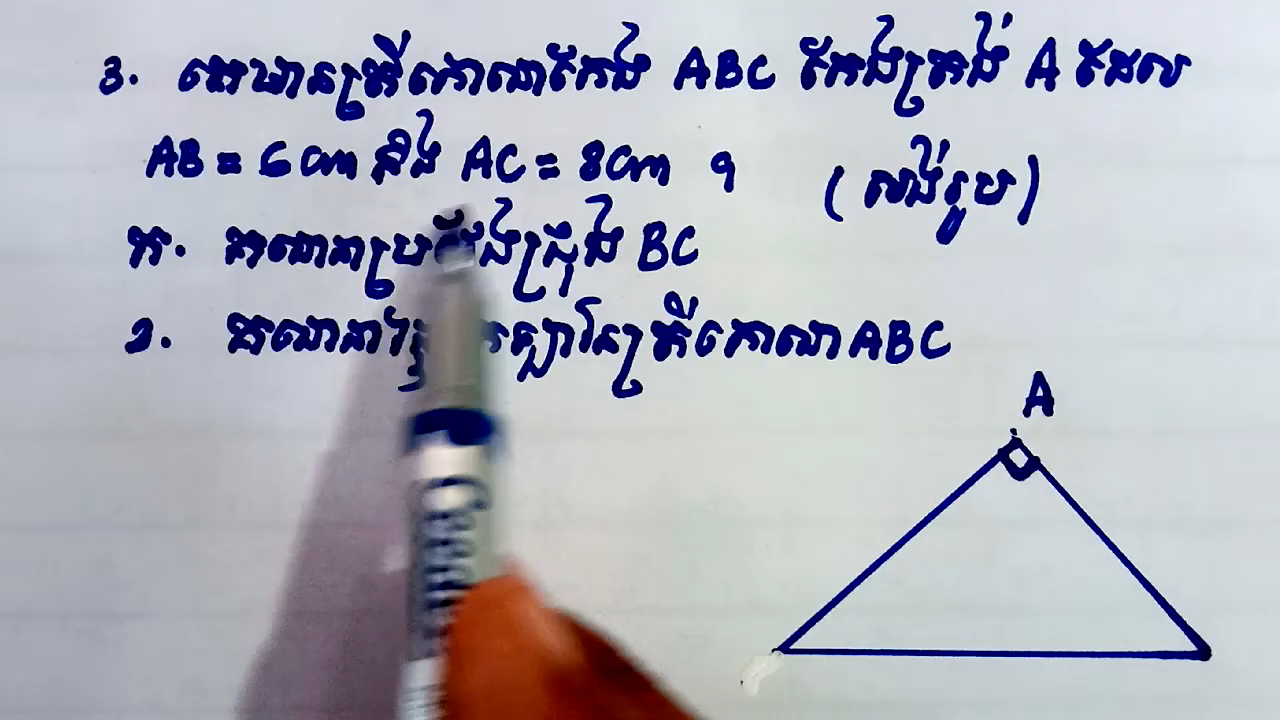 3. គេមានត្រីកោណកែង ABC កែងត្រង់ A ដែល
AB = 6cm និង AC = 8cm ។ (សង់រូប)
ក. គណនាប្រវែងជ្រុង BC
ខ. គណនា ត្រីកោណ ABC
A